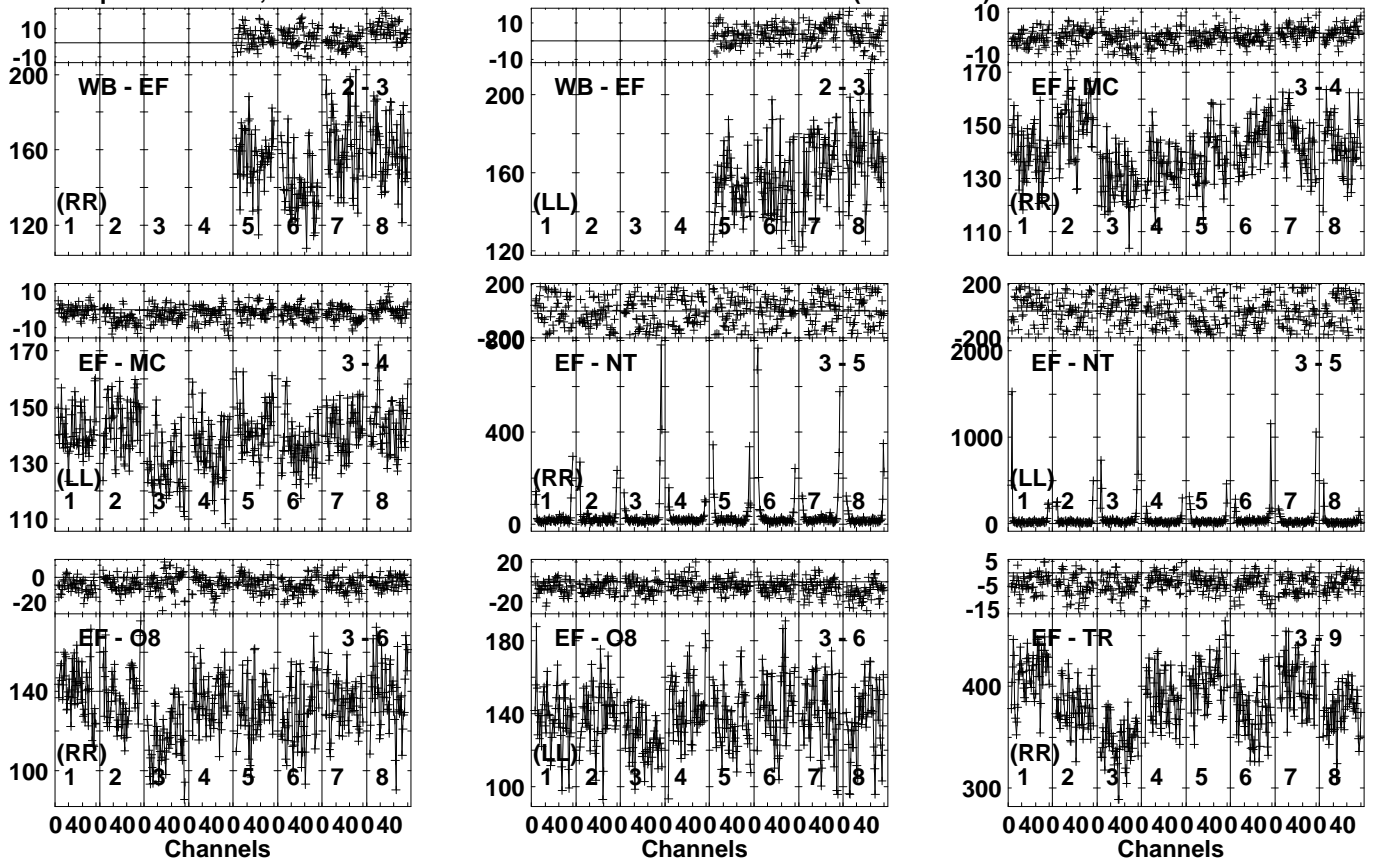 10
-10
200
WB - EF 2 - 3
160
120
(RR)
1 2 3 4 5 6 7 8
10
-10
WB - EF 2 - 3
200
160
120
(LL)
1 2 3 4 5 6 7 8
10
-10
170
EF - MC 3 - 4
150
130
110
(RR)
1 2 3 4 5 6 7 8
10
-10
170
EF - MC 3 - 4
150
130
110
(LL)
1 2 3 4 5 6 7 8
200
EF - NT 3 - 5
400
0
(RR)
1 2 3 4 5 6 7 8
200
-200
2000
EF - NT 3 - 5
1000
0
(LL)
1 2 3 4 5 6 7 8
0
-20
EF - O8 3 - 6
140
100
(RR)
1 2 3 4 5 6 7 8
0 40 0 40 0 40 0 40 0 40 0 40 0 40 0 40
Channels
20
-20
180
EF - O8 3 - 6
140
100
(LL)
1 2 3 4 5 6 7 8
0 40 0 40 0 40 0 40 0 40 0 40 0 40 0 40
Channels
5
-5
-15
EF - TR 3 - 9
400
300
(RR)
1 2 3 4 5 6 7 8
0 40 0 40 0 40 0 40 0 40 0 40 0 40 0 40
Channels